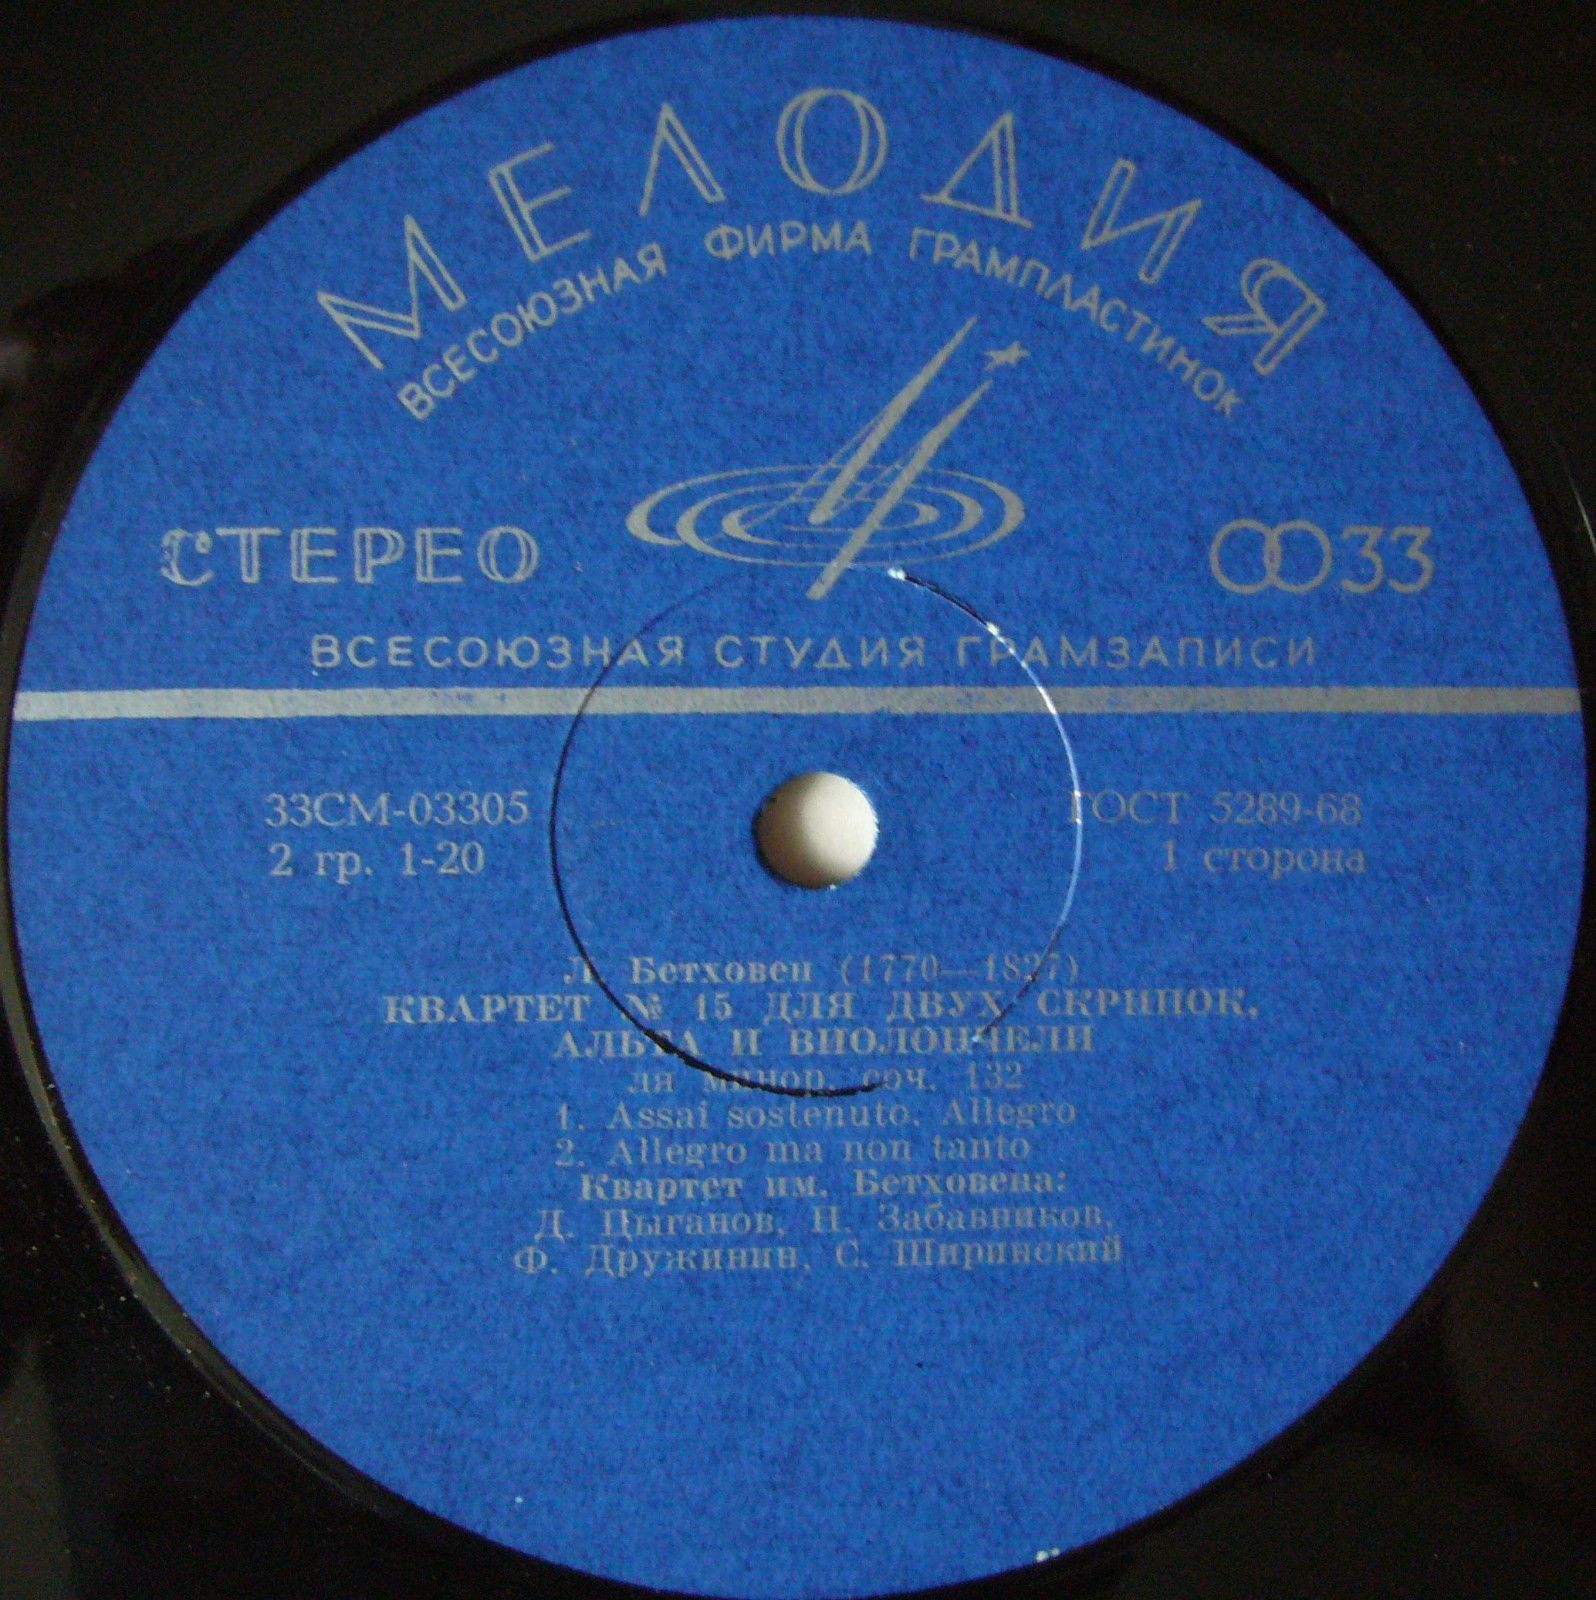 МЕЛОДИЯ
ВСЕСОЮЗНАЯ ФИРМА ГРАМПЛАСТИНОК
СТЕРЕО
33
ВСЕСОЮЗНАЯ СТУДИЯ ГРАМЗАПИСИ
33СМ-03305
ГОСТ 5289-68
2 гр. 1-20
1 сторона
Л. Бетховен (1770—1827)
КВАРТЕТ № 15 ДЛЯ ДВУХ СКРИПОК,
АЛЬТА И ВИОЛОНЧЕЛИ
ля минор, соч. 132
1. Assai sostenuto. Allegro
2. Allegro ma non tanto
Квартет им. Бетховена:
Д. Цыганов, Н. Забавников,
Ф. Дружинин, С. Ширинский